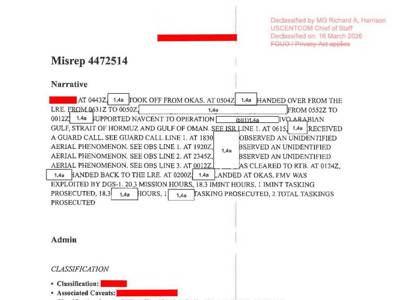 Declassified by MG Richard A. Harrison
USCENTCOM Chief of Staff
Declassified on: 16 March 2026
FOUO / Privacy Act applies
Misrep 4472514
Narrative
AT 0443Z, 1.4a TOOK OFF FROM OKAS. AT 0504Z, 1.4a HANDED OVER FROM THE
LRE. FROM 0631Z TO 0050Z, FROM 0552Z TO
0012Z, 1.4a SUPPORTED NAVCENT TO OPERATION IVO ARABIAN
GULF, STRAIT OF HORMUZ AND GULF OF OMAN. SEE ISR LINE 1. AT 0615, 1.4a RECEIVED
A GUARD CALL. SEE GUARD CALL LINE 1. AT 1830 OBSERVED AN UNIDENTIFIED
AERIAL PHENOMENON. SEE OBS LINE 1. AT 1920Z, 1.4a OBSERVED AN UNIDENTIFIED
AERIAL PHENOMENON. SEE OBS LINE 2. AT 2345Z, OBSERVED AN UNIDENTIFIED
AERIAL PHENOMENON. SEE OBS LINE 3. AT 0012Z, WAS CLEARED TO RTB. AT 0124Z,
1.4a HANDED BACK TO THE LRE. AT 0200Z, 1.4a LANDED AT OKAS. FMV WAS
EXPLOITED BY DGS-1. 20.3 MISSION HOURS, 18.3 IMINT HOURS, 1 IMINT TASKING
PROSECUTED, 18.3 1.4a HOURS, 1 1.4a TASKING PROSECUTED, 2 TOTAL TASKINGS
PROSECUTED
Admin
CLASSIFICATION
• Classification:
• Associated Caveats: